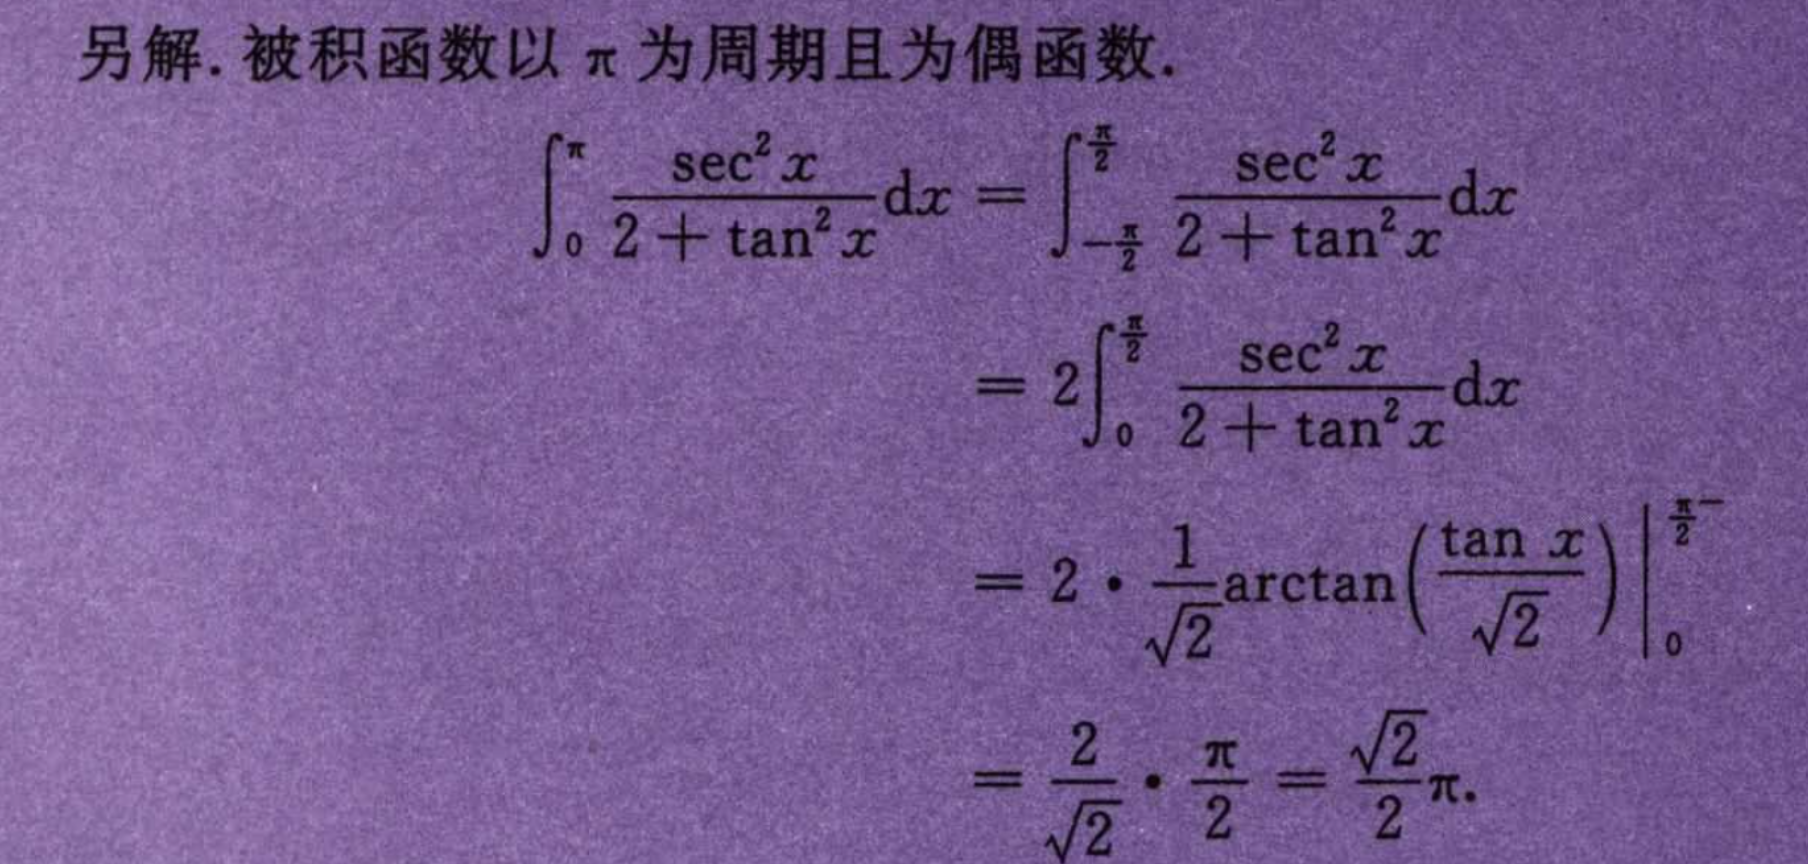 另解. 被积函数以 π 为周期且为偶函数.
$\int_0^{\pi} \frac{\sec^2 x}{2+\tan^2 x}\mathrm{d}x = \int_{-\frac{\pi}{2}}^{\frac{\pi}{2}} \frac{\sec^2 x}{2+\tan^2 x}\mathrm{d}x$
$= 2\int_0^{\frac{\pi}{2}} \frac{\sec^2 x}{2+\tan^2 x}\mathrm{d}x$
$= 2 \cdot \frac{1}{\sqrt{2}}\arctan\left(\frac{\tan x}{\sqrt{2}}\right)\Big|_0^{\frac{\pi}{2}^-}$
$= \frac{2}{\sqrt{2}} \cdot \frac{\pi}{2} = \frac{\sqrt{2}}{2}\pi.$